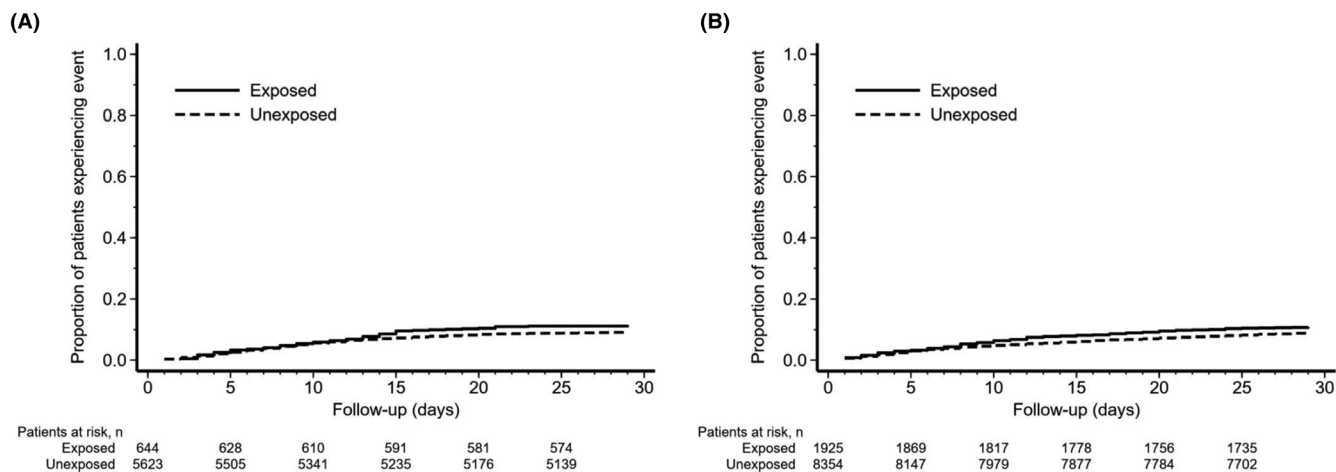 (A)
Proportion of patients experiencing event
1.0
0.8
0.6
0.4
0.2
0.0
Exposed
Unexposed
0 5 10 15 20 25 30
Follow-up (days)
Patients at risk, n
Exposed 644 628 610 591 581 574
Unexposed 5623 5505 5341 5235 5176 5139
(B)
Proportion of patients experiencing event
1.0
0.8
0.6
0.4
0.2
0.0
Exposed
Unexposed
0 5 10 15 20 25 30
Follow-up (days)
Patients at risk, n
Exposed 1925 1869 1817 1778 1756 1735
Unexposed 8354 8147 7979 7877 7784 7702